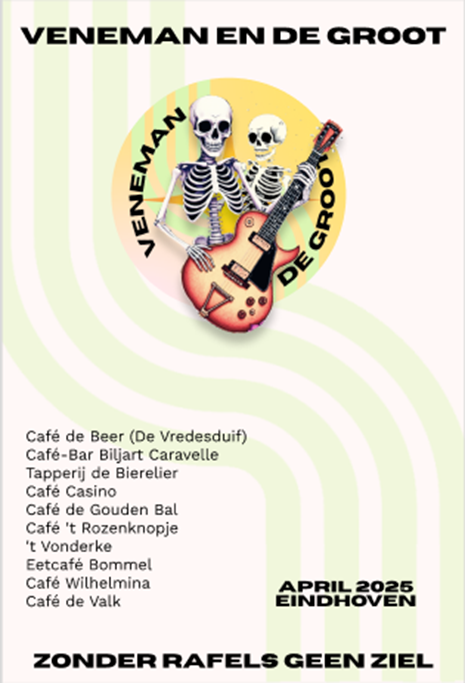 VENEMAN EN DE GROOT
VENEMAN
DE GROOT
Café de Beer (De Vredesduif)
Café-Bar Biljart Caravelle
Tapperij de Bierelier
Café Casino
Café de Gouden Bal
Café 't Rozenknopje
't Vonderke
Eetcafé Bommel
Café Wilhelmina
Café de Valk
APRIL 2025
EINDHOVEN
ZONDER RAFELS GEEN ZIEL